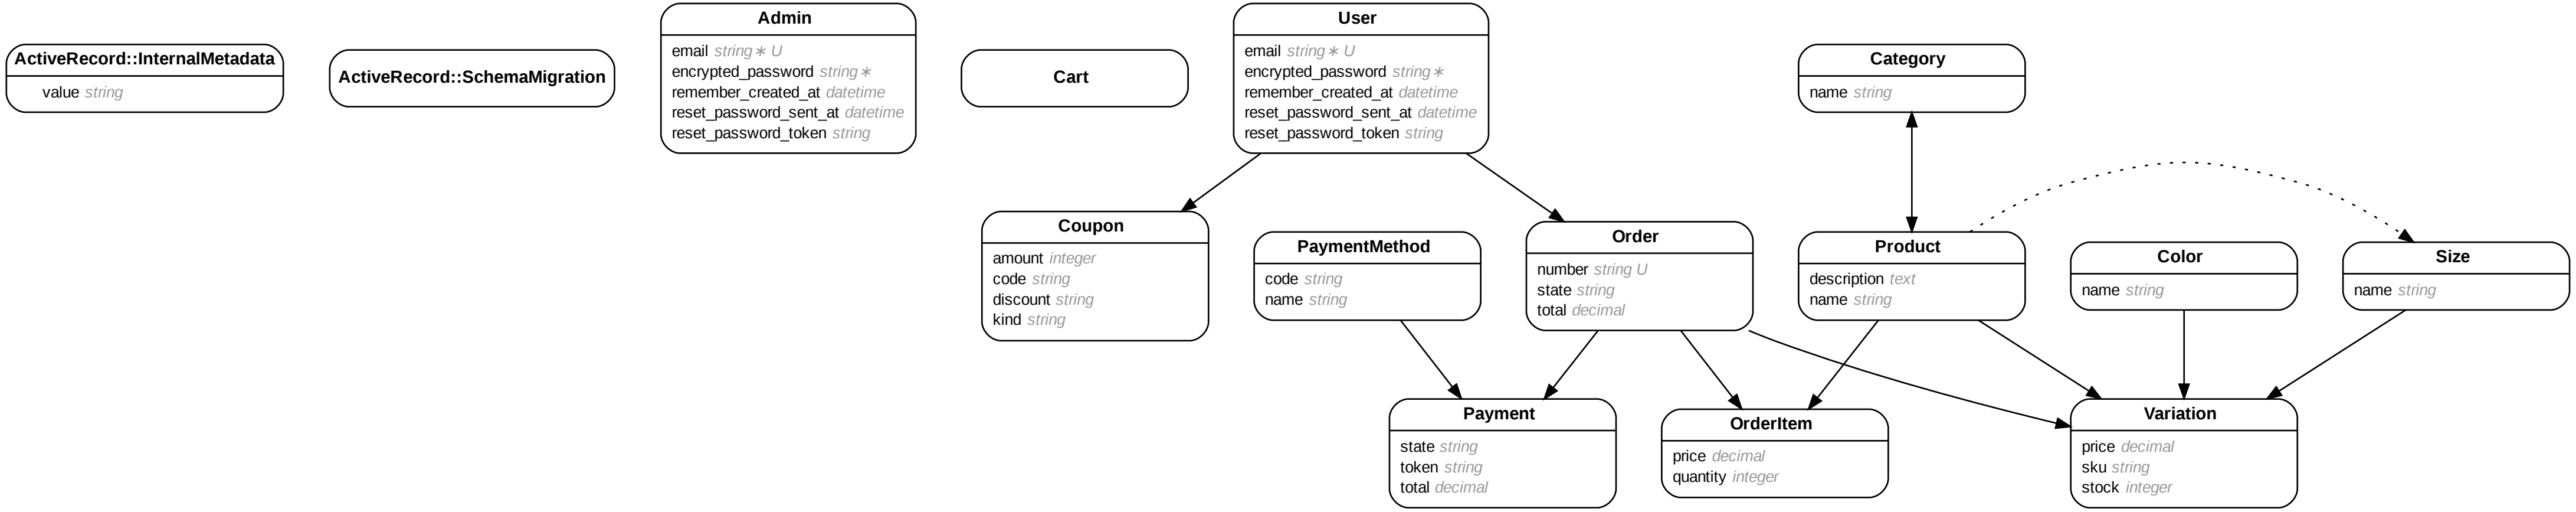 ActiveRecord::InternalMetadata
value string
ActiveRecord::SchemaMigration
Admin
email string∗ U
encrypted_password string∗
remember_created_at datetime
reset_password_sent_at datetime
reset_password_token string
Cart
User
email string∗ U
encrypted_password string∗
remember_created_at datetime
reset_password_sent_at datetime
reset_password_token string
Category
name string
Coupon
amount integer
code string
discount string
kind string
PaymentMethod
code string
name string
Order
number string U
state string
total decimal
Product
description text
name string
Color
name string
Size
name string
Payment
state string
token string
total decimal
OrderItem
price decimal
quantity integer
Variation
price decimal
sku string
stock integer